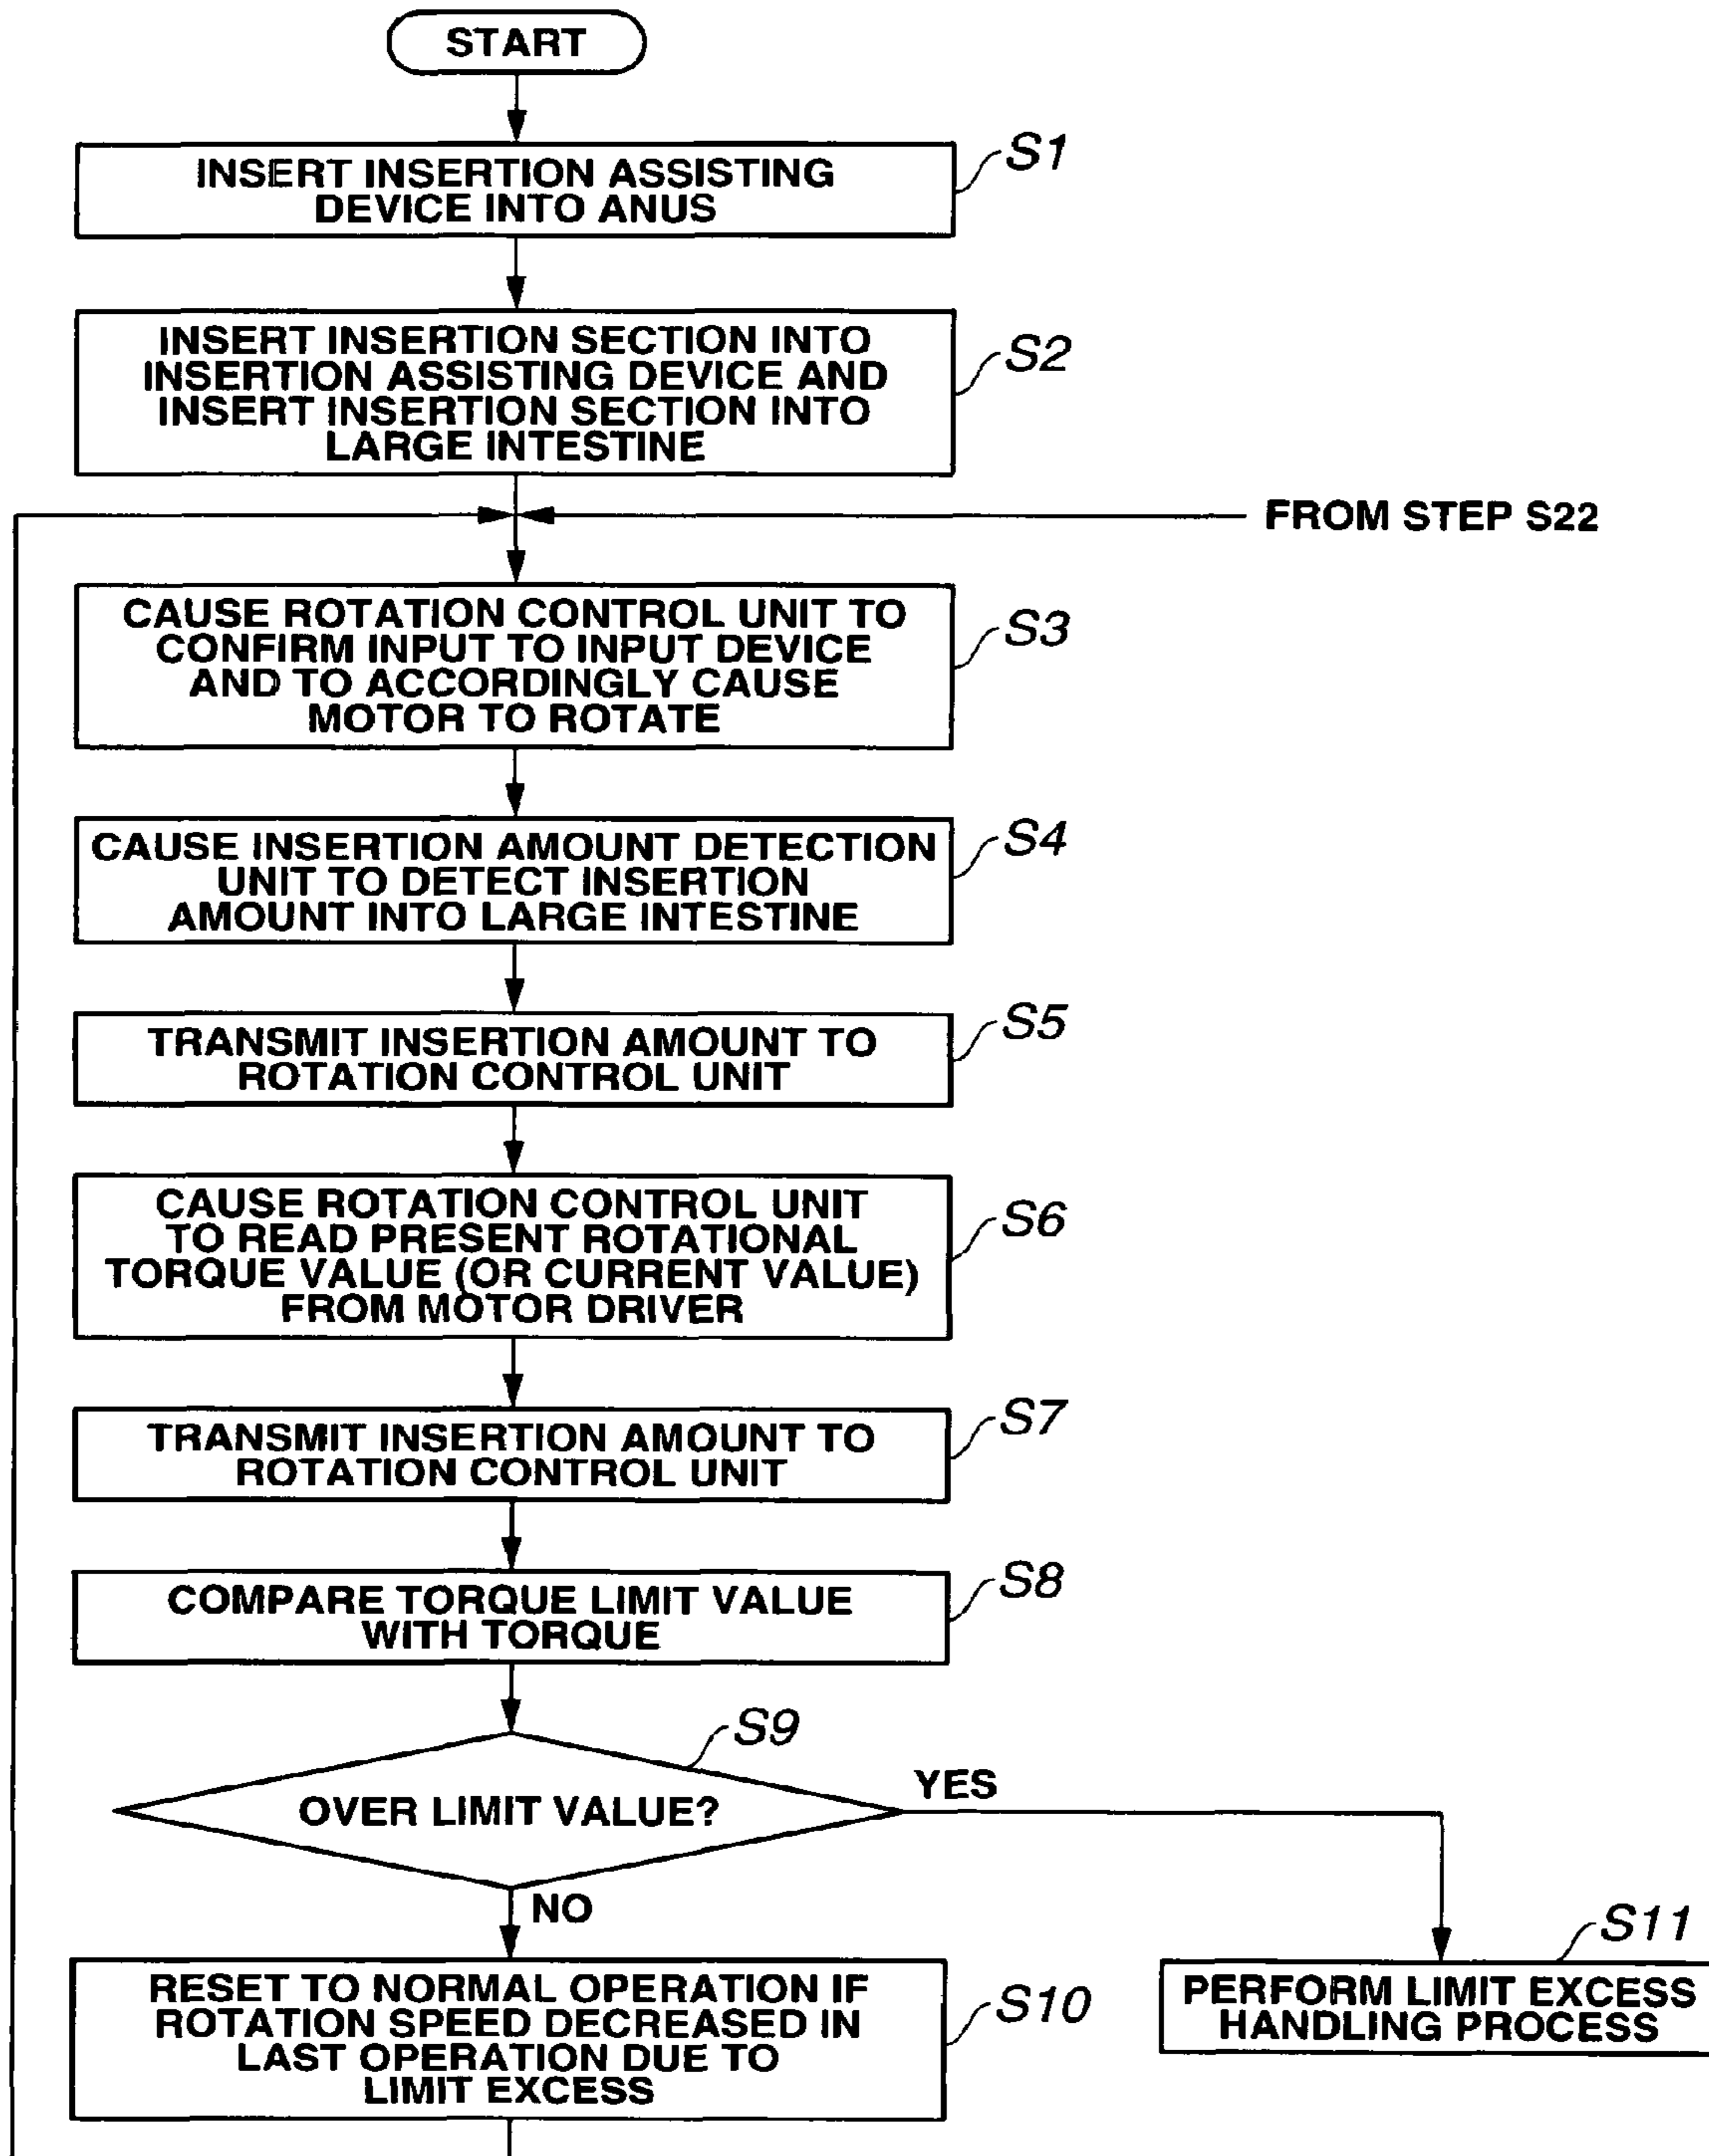 START
INSERT INSERTION ASSISTING
DEVICE INTO ANUS
S1
INSERT INSERTION SECTION INTO
INSERTION ASSISTING DEVICE AND
INSERT INSERTION SECTION INTO
LARGE INTESTINE
S2
FROM STEP S22
CAUSE ROTATION CONTROL UNIT TO
CONFIRM INPUT TO INPUT DEVICE
AND TO ACCORDINGLY CAUSE
MOTOR TO ROTATE
S3
CAUSE INSERTION AMOUNT DETECTION
UNIT TO DETECT INSERTION
AMOUNT INTO LARGE INTESTINE
S4
TRANSMIT INSERTION AMOUNT TO
ROTATION CONTROL UNIT
S5
CAUSE ROTATION CONTROL UNIT
TO READ PRESENT ROTATIONAL
TORQUE VALUE (OR CURRENT VALUE)
FROM MOTOR DRIVER
S6
TRANSMIT INSERTION AMOUNT TO
ROTATION CONTROL UNIT
S7
COMPARE TORQUE LIMIT VALUE
WITH TORQUE
S8
OVER LIMIT VALUE?
S9
YES
NO
RESET TO NORMAL OPERATION IF
ROTATION SPEED DECREASED IN
LAST OPERATION DUE TO
LIMIT EXCESS
S10
PERFORM LIMIT EXCESS
HANDLING PROCESS
S11